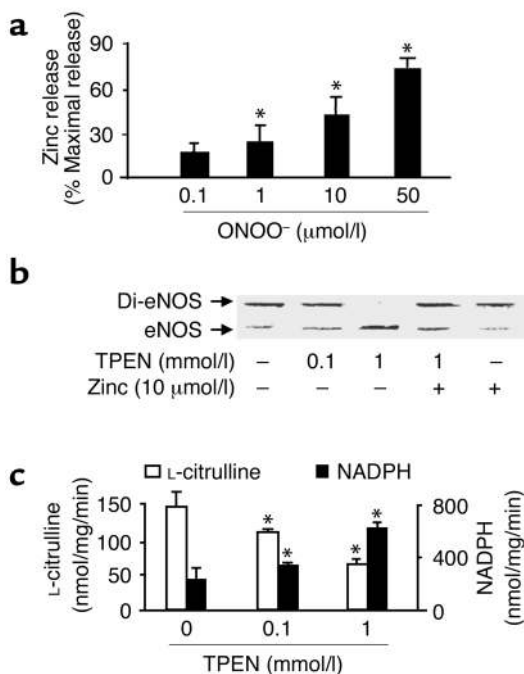 a
Zinc release
(% Maximal release)
90
60
30
0
*
*
*
0.1 1 10 50
ONOO⁻ (μmol/l)
b
Di-eNOS
eNOS
TPEN (mmol/l) – 0.1 1 1 –
Zinc (10 μmol/l) – – – + +
c
L-citrulline NADPH
L-citrulline
(nmol/mg/min)
150
100
50
0
* * * *
800
400
0
NADPH
(nmol/mg/min)
0 0.1 1
TPEN (mmol/l)